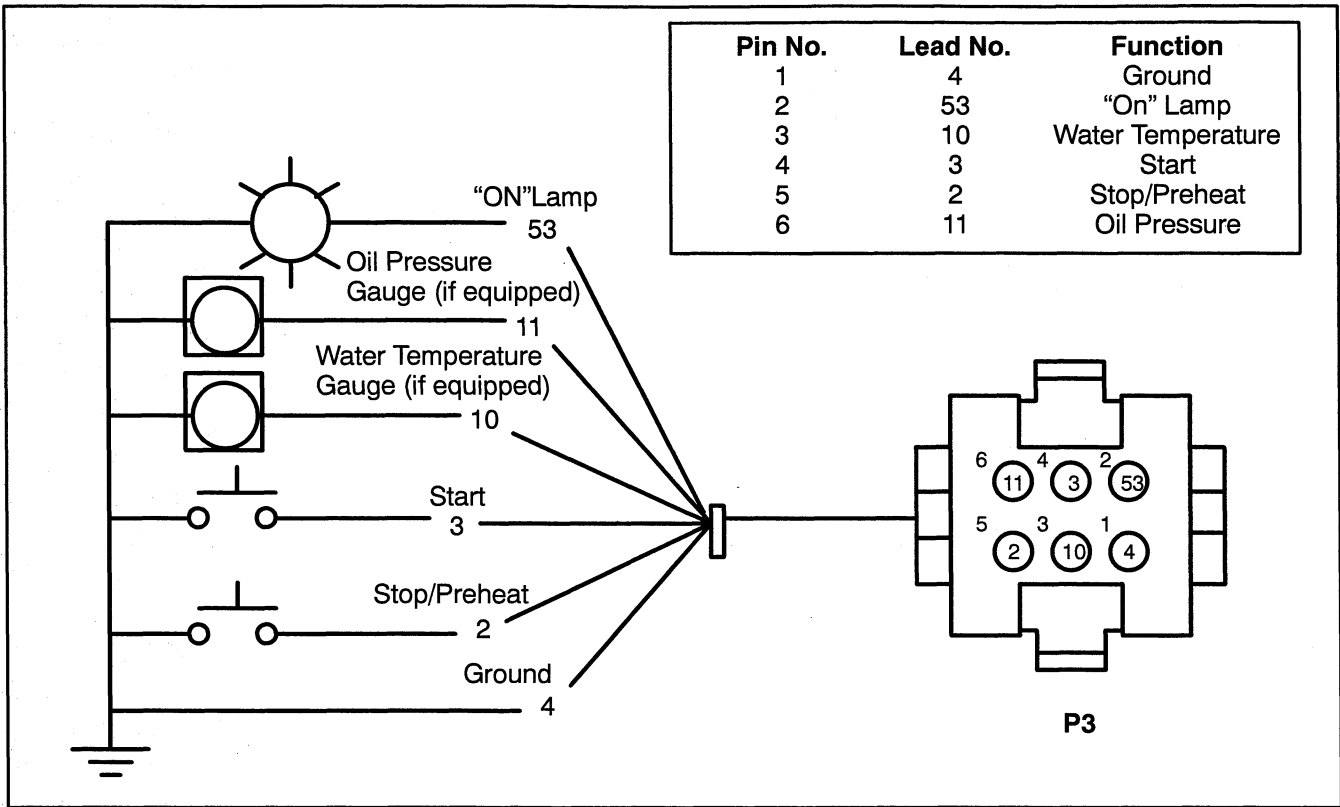 Pin No. Lead No. Function
1 4 Ground
2 53 “On” Lamp
3 10 Water Temperature
4 3 Start
5 2 Stop/Preheat
6 11 Oil Pressure
“ON”Lamp
53
Oil Pressure
Gauge (if equipped)
11
Water Temperature
Gauge (if equipped)
10
Start
3
Stop/Preheat
2
Ground
4
6 4 2
11 3 53
5 3 1
2 10 4
P3